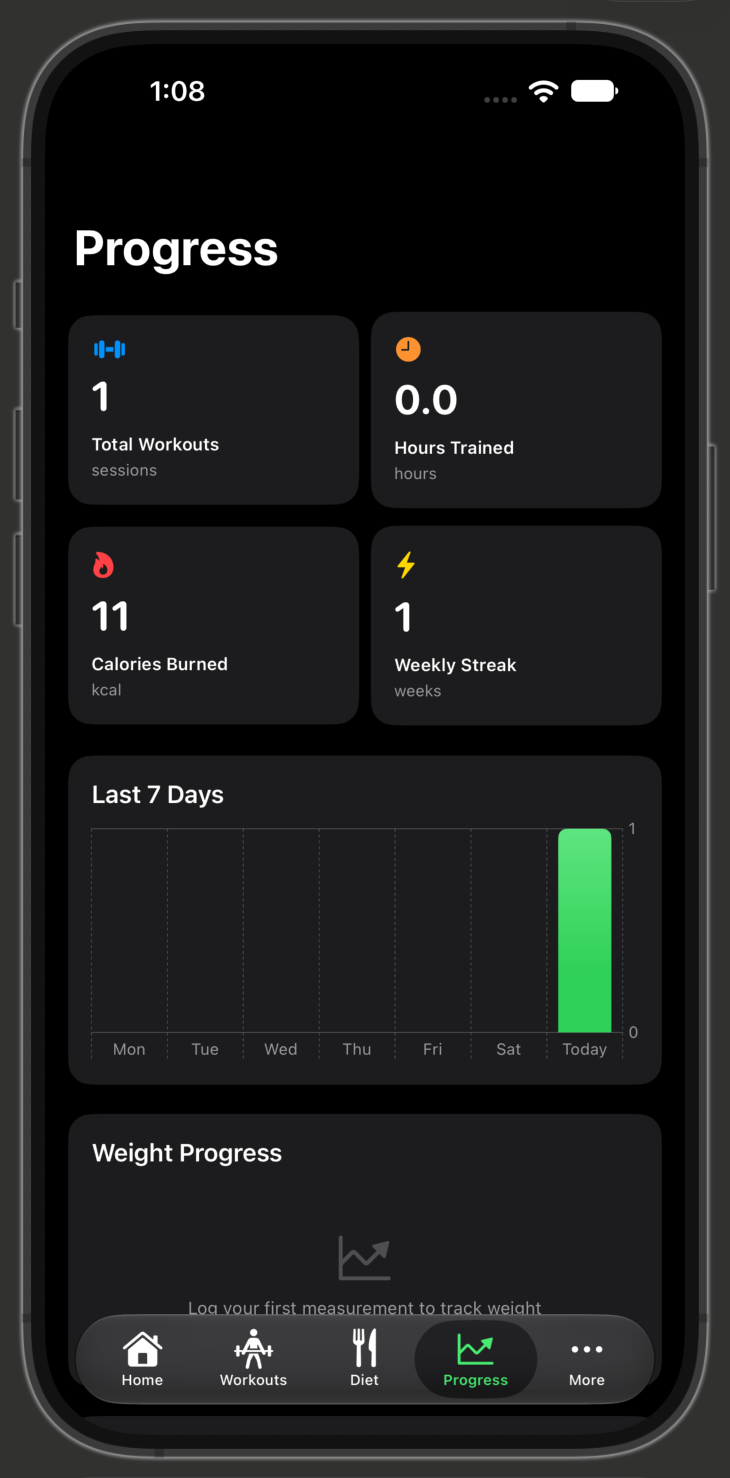 1:08
Progress
1
Total Workouts
sessions
0.0
Hours Trained
hours
11
Calories Burned
kcal
1
Weekly Streak
weeks
Last 7 Days
1
0
Mon Tue Wed Thu Fri Sat Today
Weight Progress
Log your first measurement to track weight
Home Workouts Diet Progress More